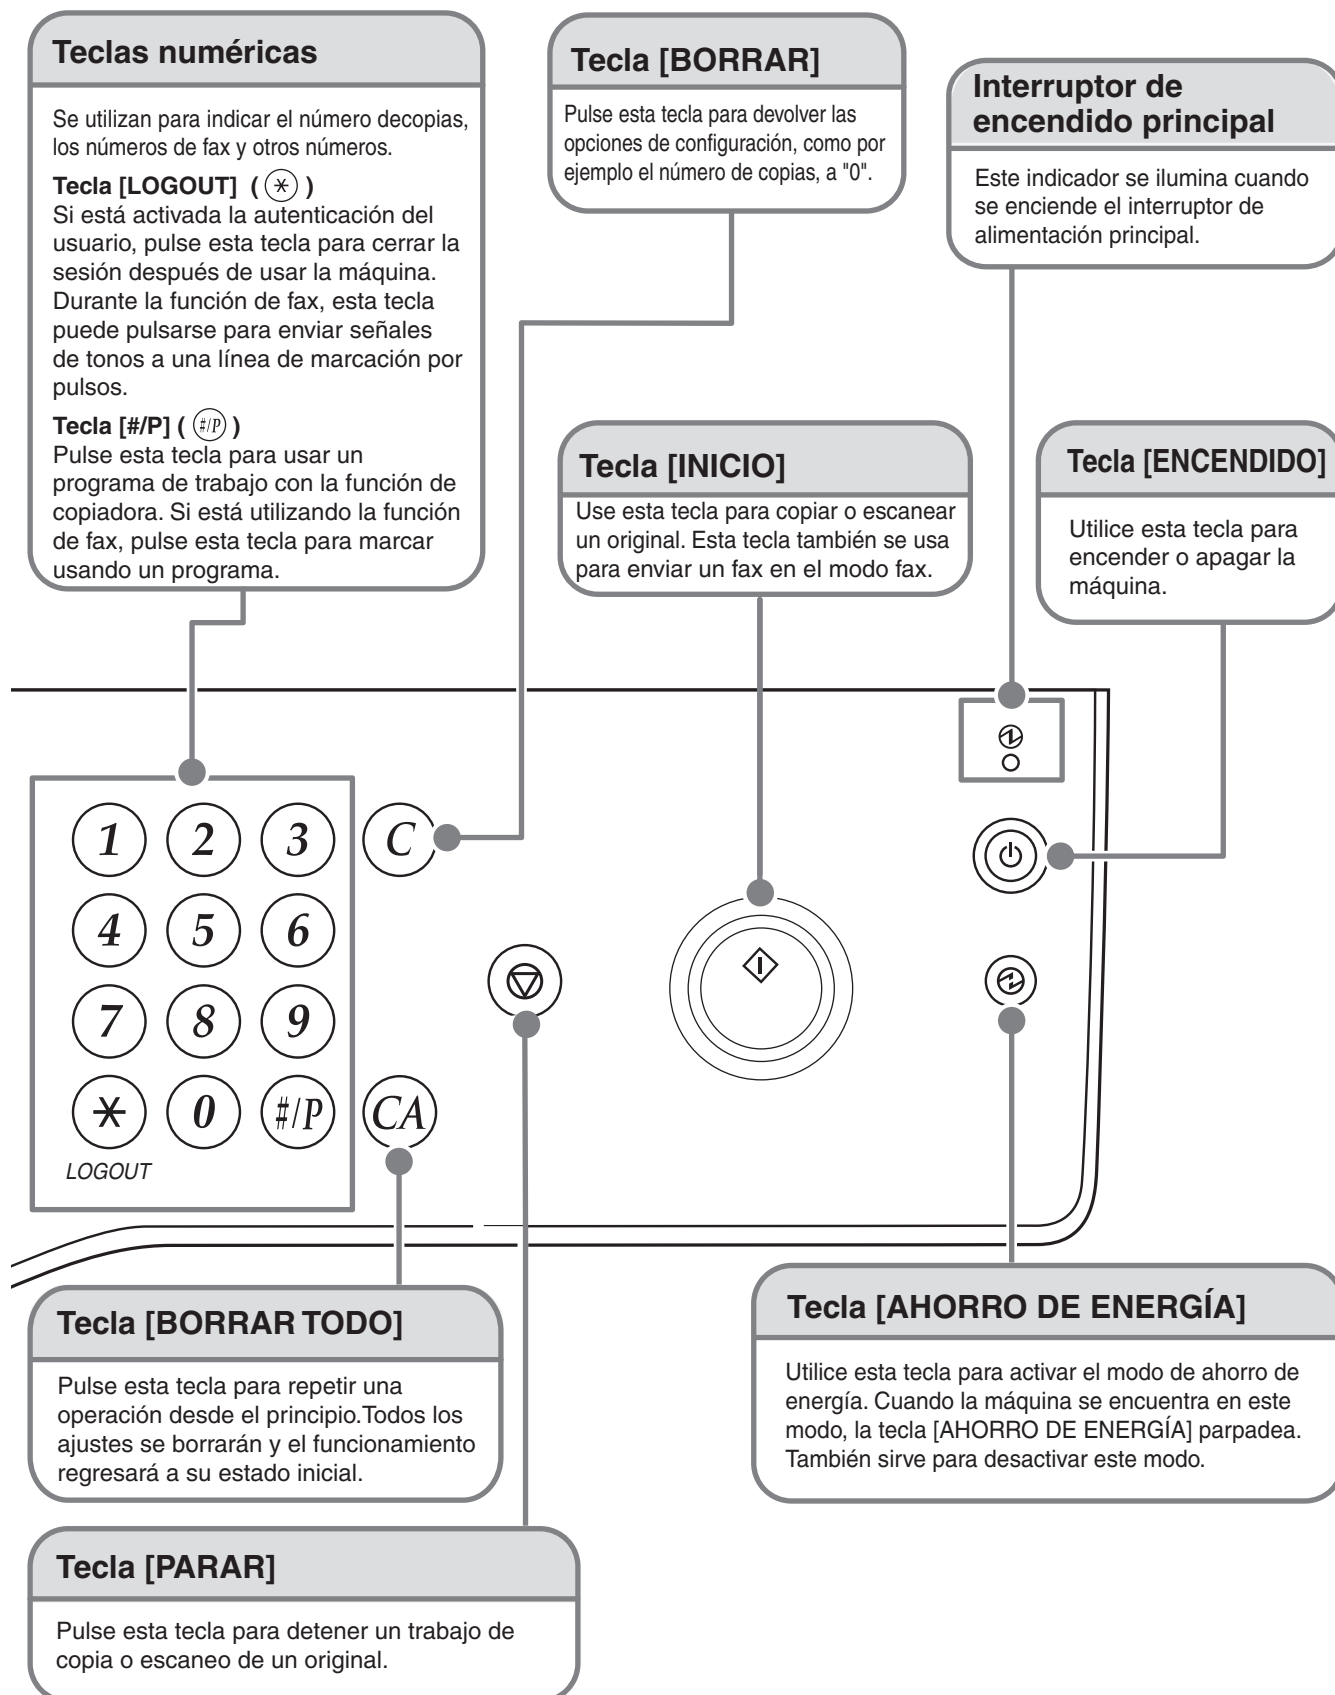 Teclas numéricas
Se utilizan para indicar el número decopias,
los números de fax y otros números.
Tecla [LOGOUT] (✳)
Si está activada la autenticación del
usuario, pulse esta tecla para cerrar la
sesión después de usar la máquina.
Durante la función de fax, esta tecla
puede pulsarse para enviar señales
de tonos a una línea de marcación por
pulsos.
Tecla [#/P] (#/P)
Pulse esta tecla para usar un
programa de trabajo con la función de
copiadora. Si está utilizando la función
de fax, pulse esta tecla para marcar
usando un programa.
Tecla [BORRAR]
Pulse esta tecla para devolver las
opciones de configuración, como por
ejemplo el número de copias, a "0".
Interruptor de
encendido principal
Este indicador se ilumina cuando
se enciende el interruptor de
alimentación principal.
Tecla [INICIO]
Use esta tecla para copiar o escanear
un original. Esta tecla también se usa
para enviar un fax en el modo fax.
Tecla [ENCENDIDO]
Utilice esta tecla para
encender o apagar la
máquina.
1 2 3 C
4 5 6
7 8 9
✳ 0 #/P CA
LOGOUT
Tecla [BORRAR TODO]
Pulse esta tecla para repetir una
operación desde el principio.Todos los
ajustes se borrarán y el funcionamiento
regresará a su estado inicial.
Tecla [AHORRO DE ENERGÍA]
Utilice esta tecla para activar el modo de ahorro de
energía. Cuando la máquina se encuentra en este
modo, la tecla [AHORRO DE ENERGÍA] parpadea.
También sirve para desactivar este modo.
Tecla [PARAR]
Pulse esta tecla para detener un trabajo de
copia o escaneo de un original.